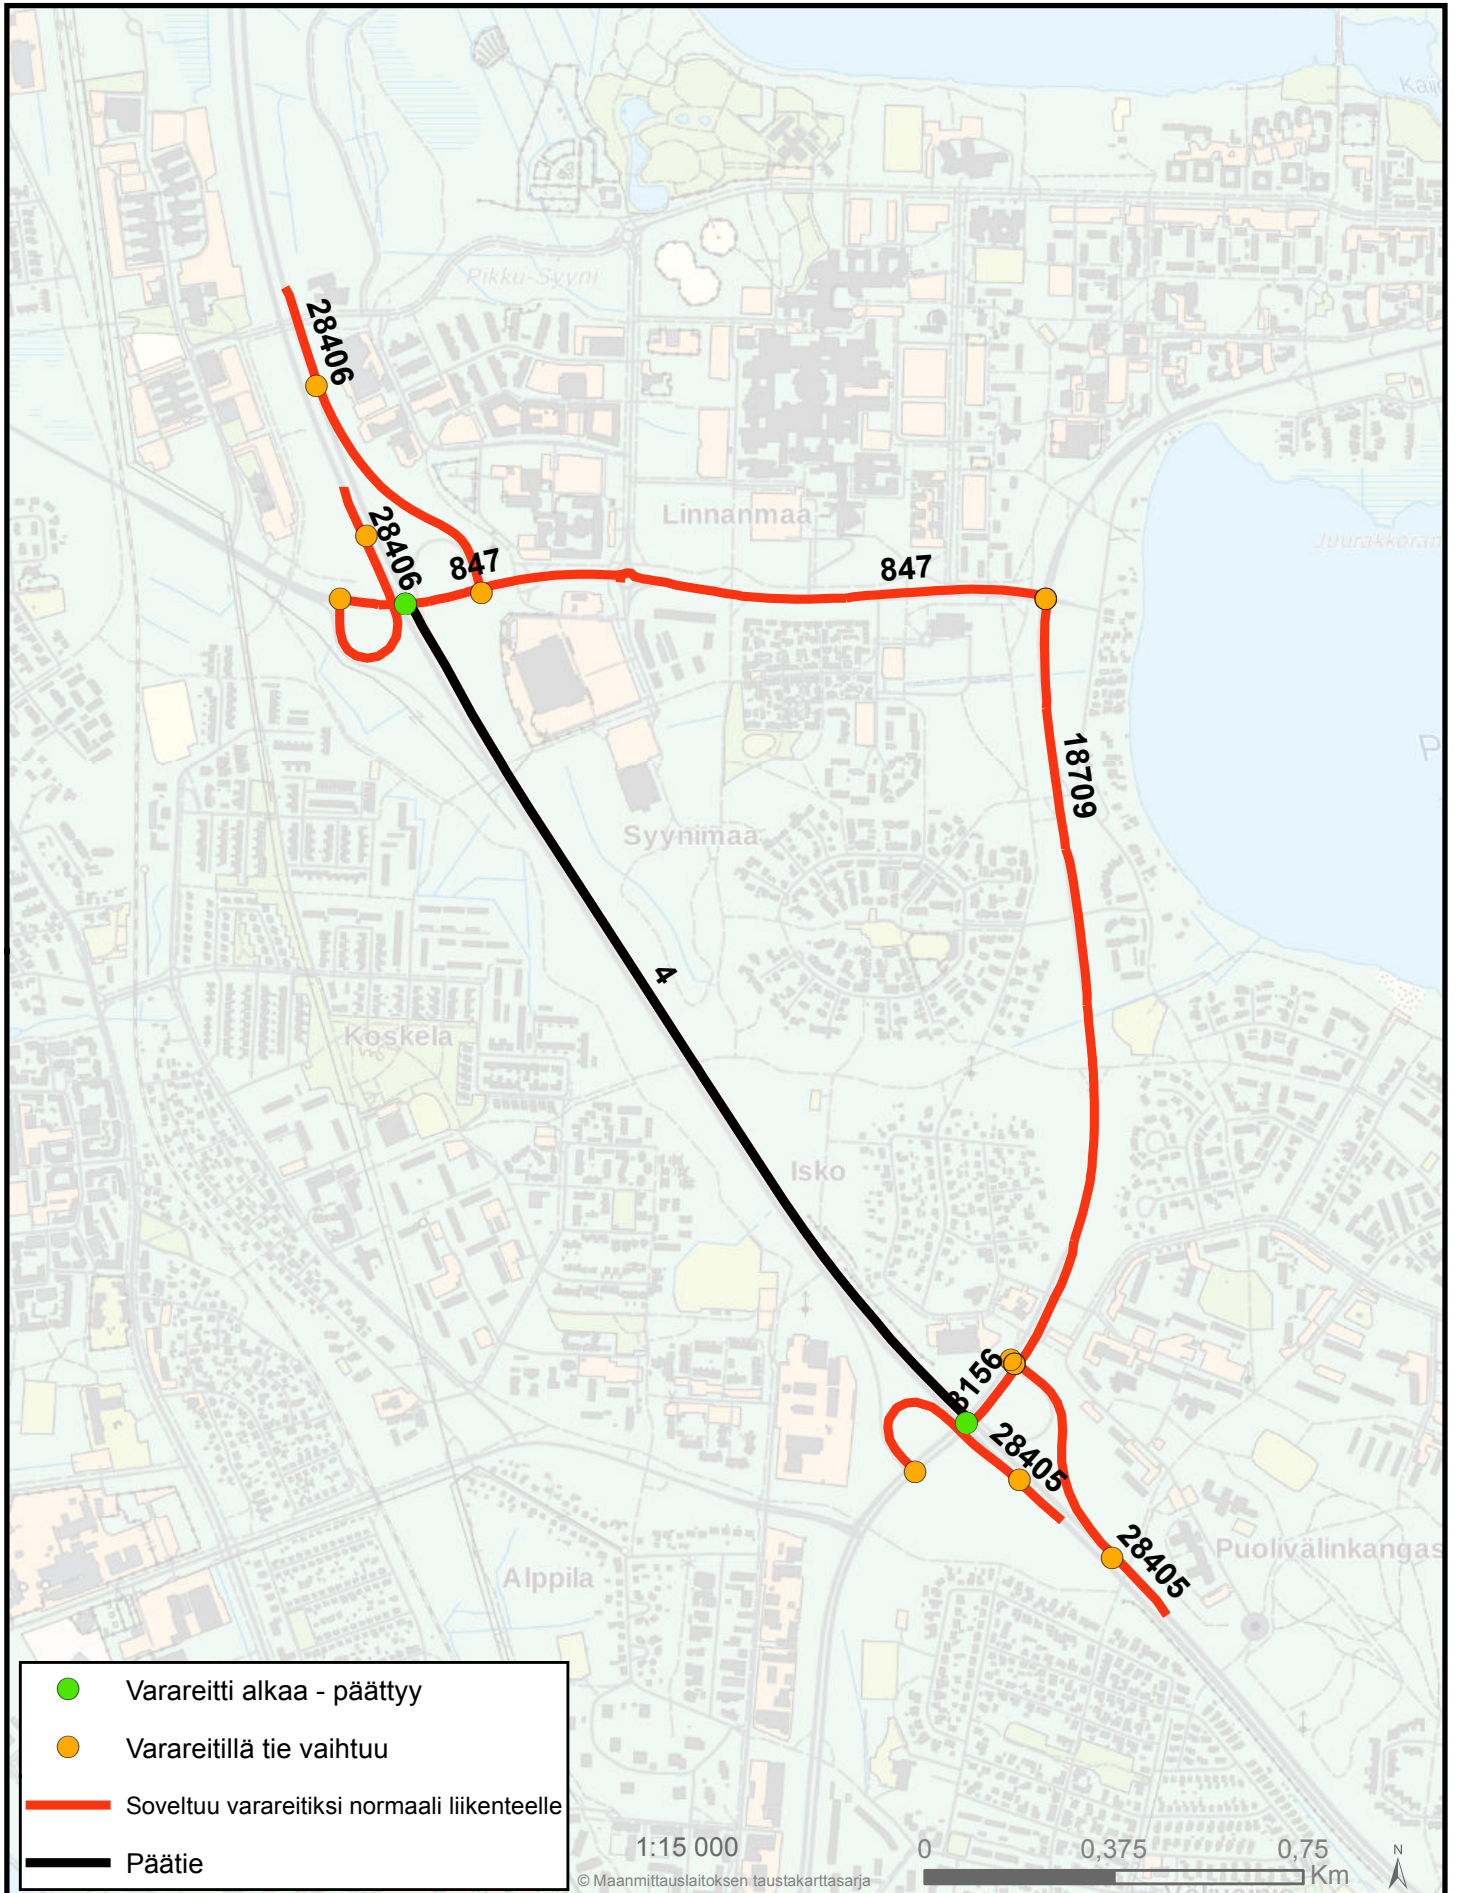 Kaij
Pikku-Syyni
28406
Linnanmaa
28406
847
847
Juurakkoran
P
18709
Syynimaa
4
Koskela
Isko
8156
28405
28405
Puolivälinkangas
Alppila
Varareitti alkaa - päättyy
Varareitillä tie vaihtuu
Soveltuu varareitiksi normaali liikenteelle
Päätie
1:15 000
0 0,375 0,75
Km
N
© Maanmittauslaitoksen taustakarttasarja